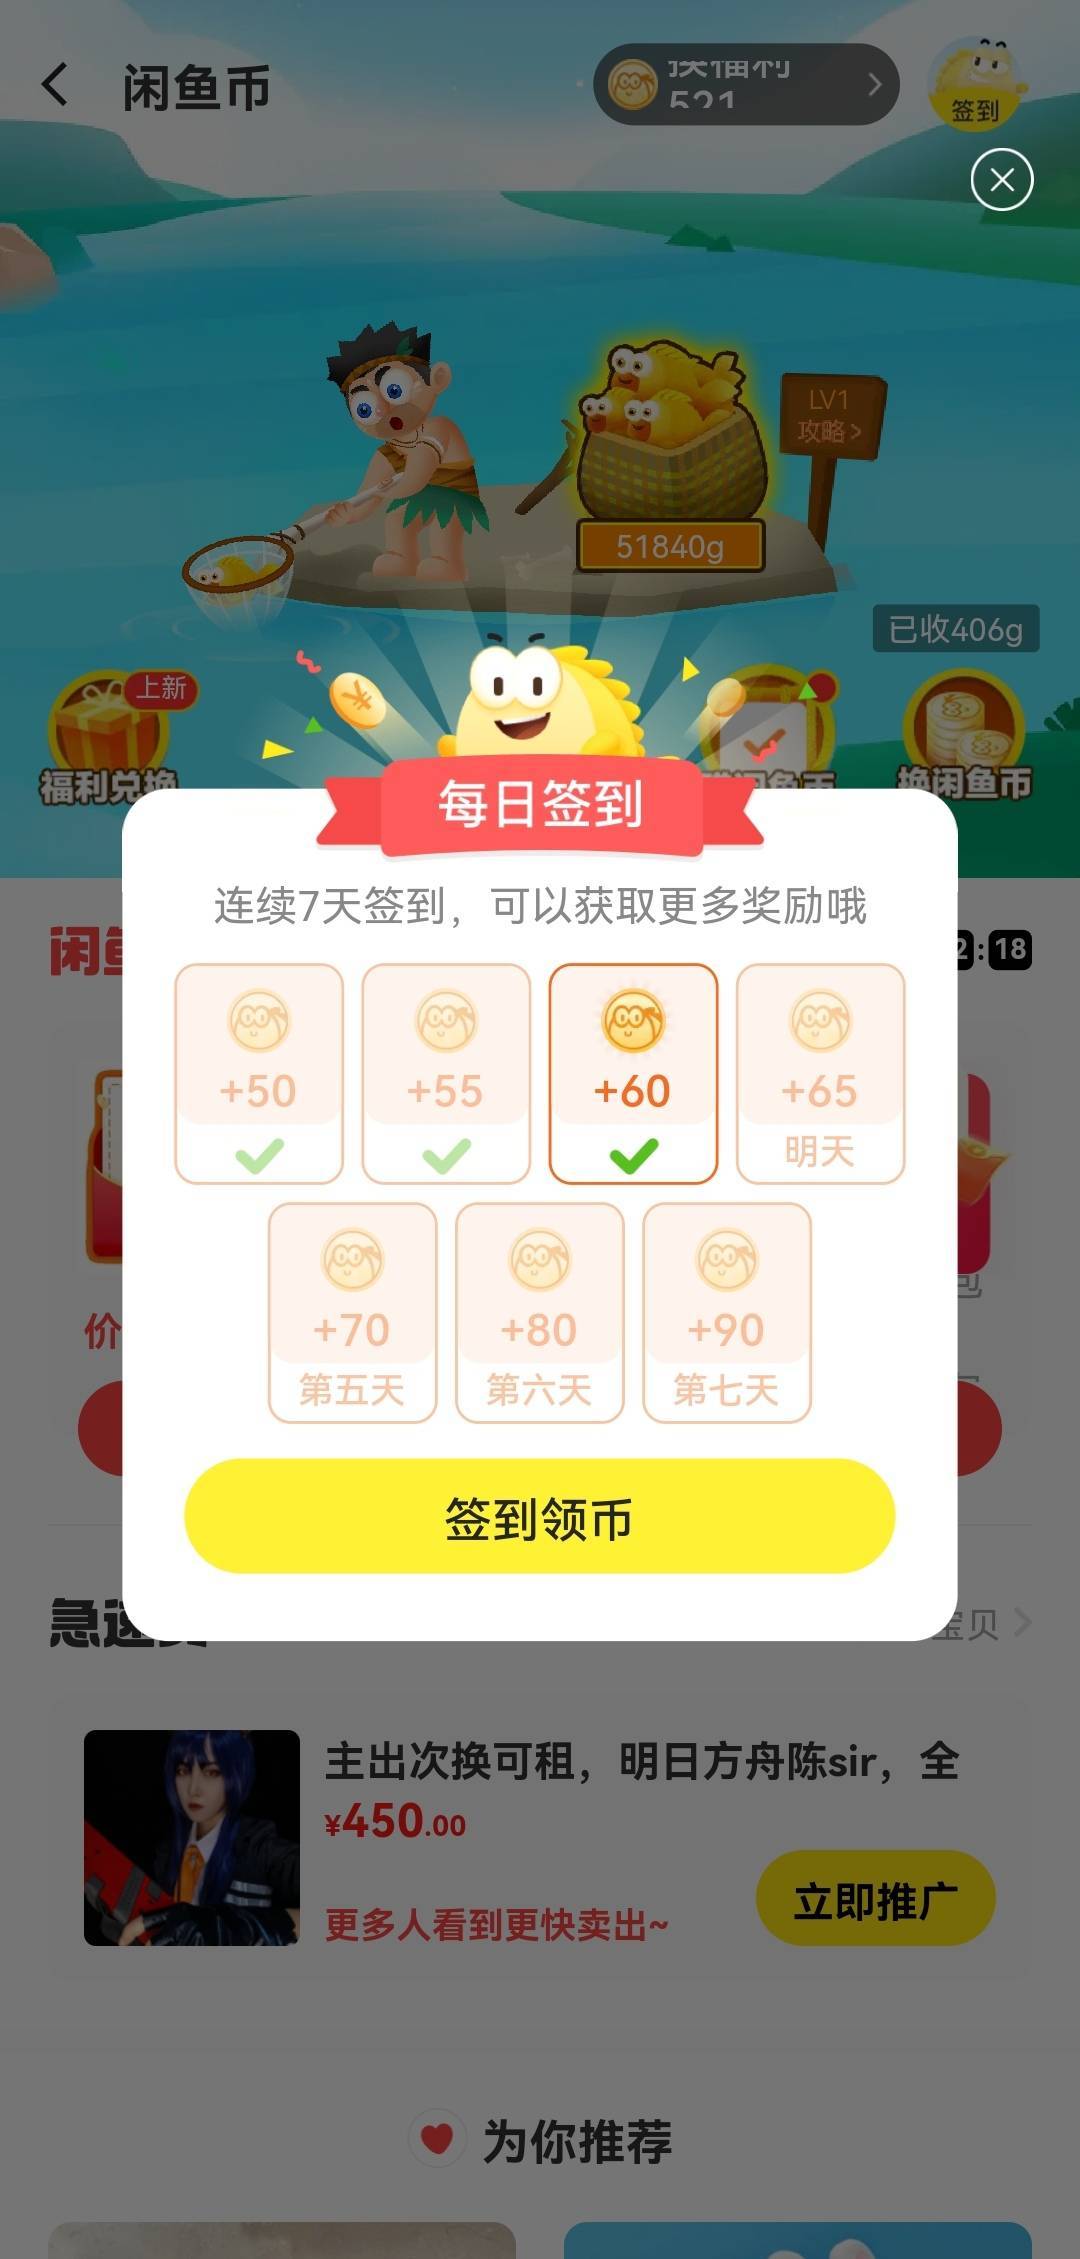 闲鱼币
换福利
521
签到
LV1
攻略>
51840g
已收406g
上新
福利兑换
换闲鱼币
每日签到
连续7天签到，可以获取更多奖励哦
闲鱼
2:18
+50
+55
+60
+65
明天
+70
+80
+90
第五天
第六天
第七天
价
包
签到领币
急速
宝贝
主出次换可租，明日方舟陈sir，全
¥450.00
更多人看到更快卖出~
立即推广
为你推荐